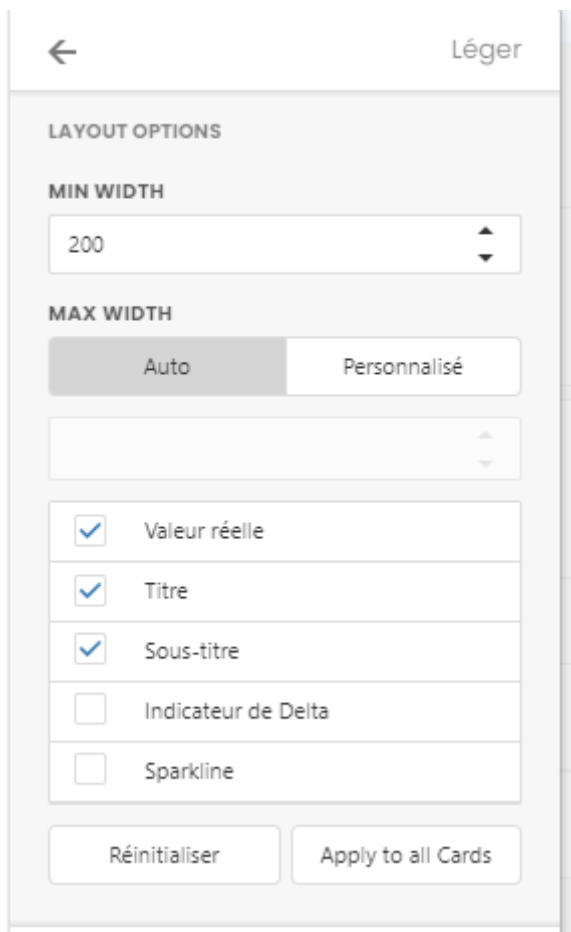 Léger
LAYOUT OPTIONS
MIN WIDTH
200
MAX WIDTH
Auto Personnalisé
Valeur réelle
Titre
Sous-titre
Indicateur de Delta
Sparkline
Réinitialiser Apply to all Cards